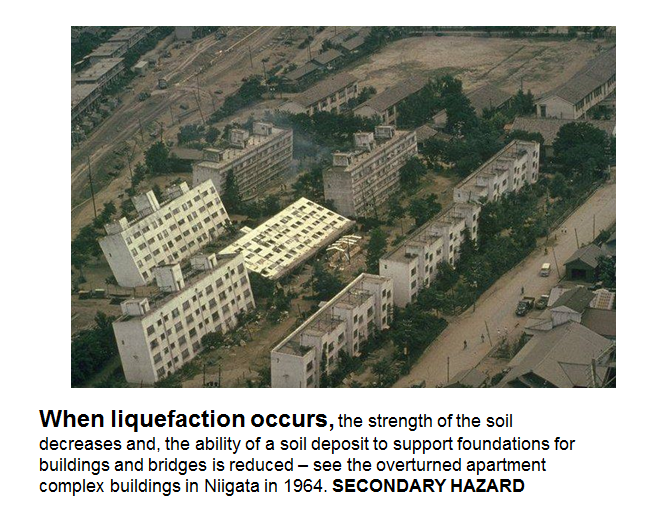 When liquefaction occurs, the strength of the soil
decreases and, the ability of a soil deposit to support foundations for
buildings and bridges is reduced – see the overturned apartment
complex buildings in Niigata in 1964. SECONDARY HAZARD